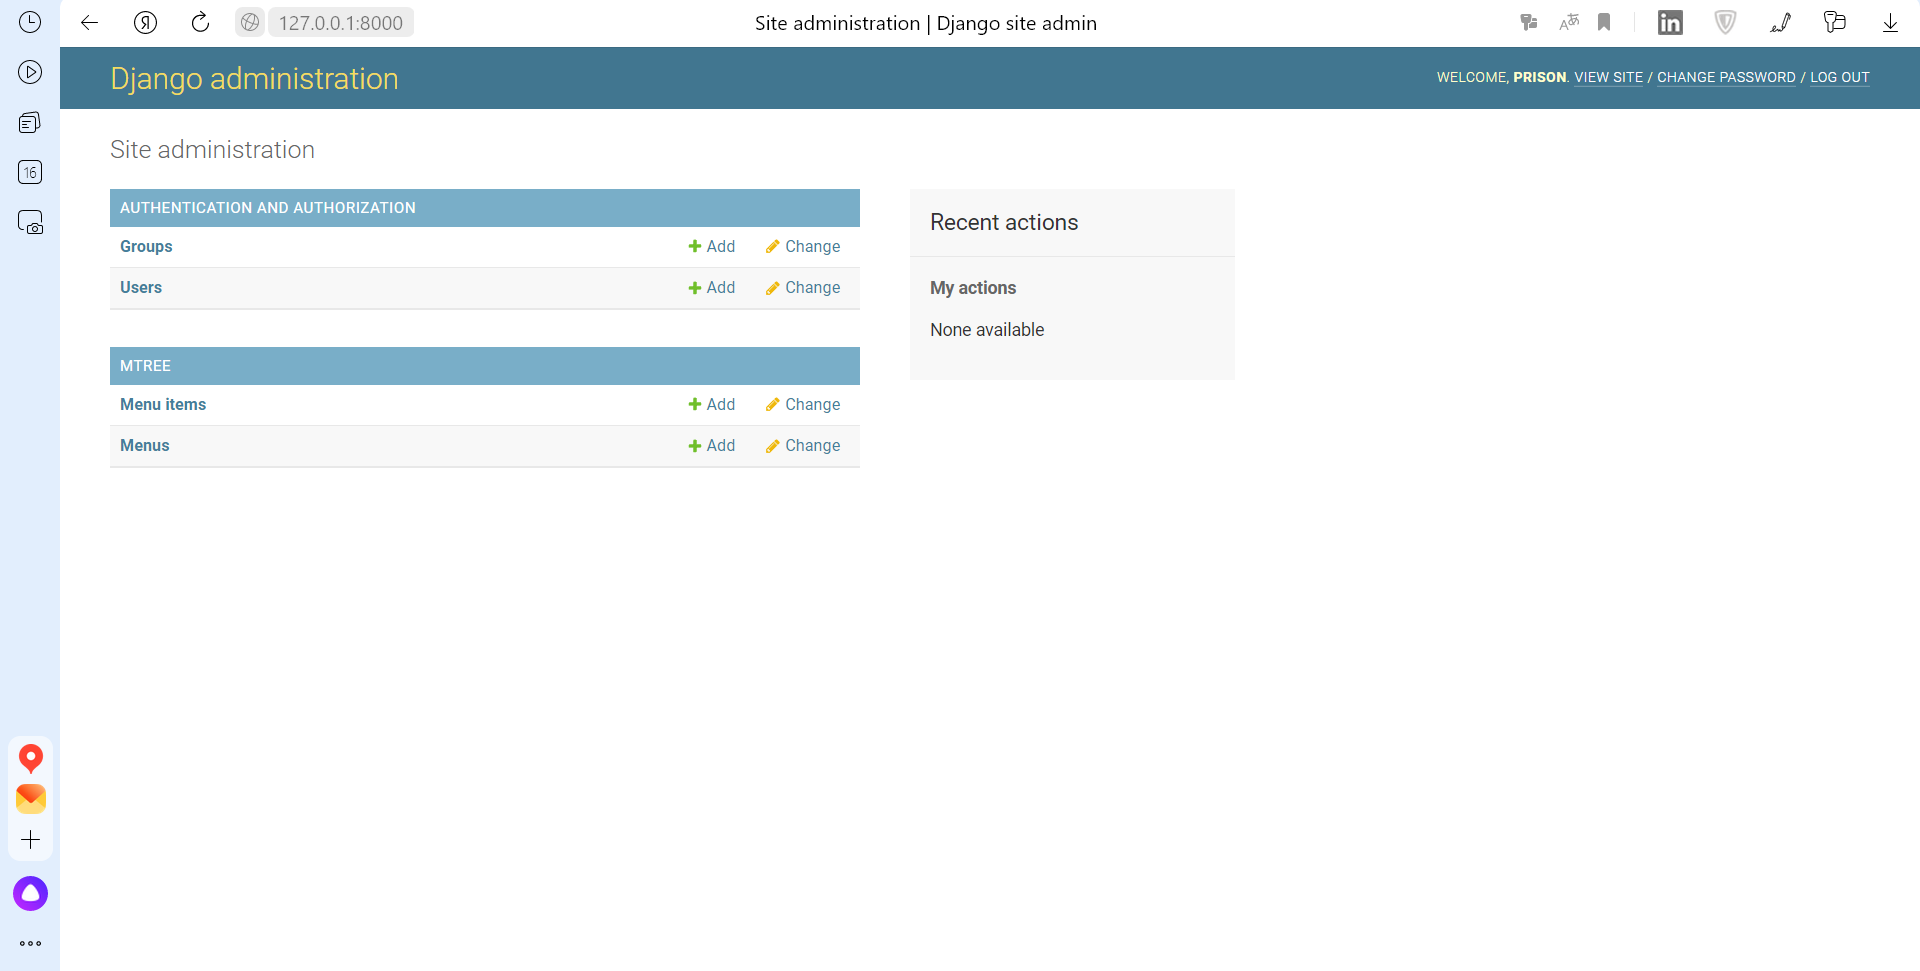 127.0.0.1:8000
Site administration | Django site admin
Django administration
WELCOME, PRISON. VIEW SITE / CHANGE PASSWORD / LOG OUT
Site administration
AUTHENTICATION AND AUTHORIZATION
Groups Add Change
Users Add Change
MTREE
Menu items Add Change
Menus Add Change
Recent actions
My actions
None available
16
Я
in